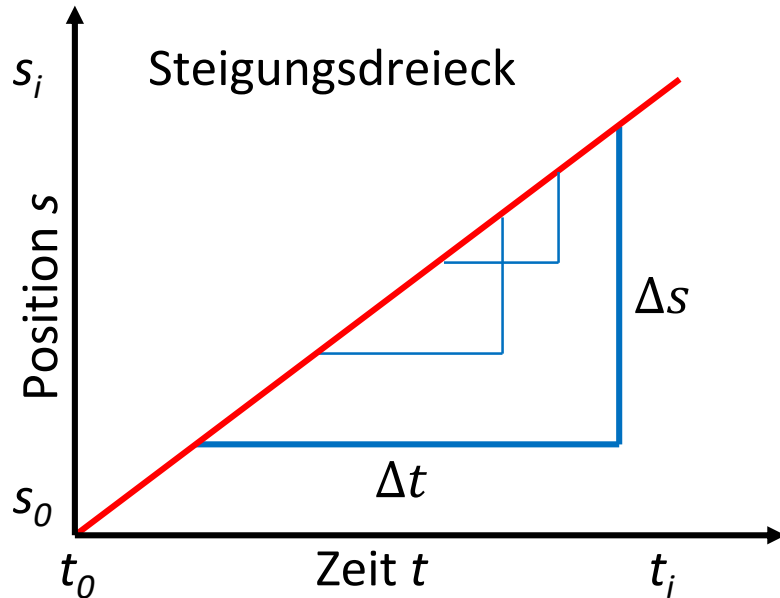 Steigungsdreieck
s_i
Position s
Δs
Δt
s_0
t_0
Zeit t
t_i